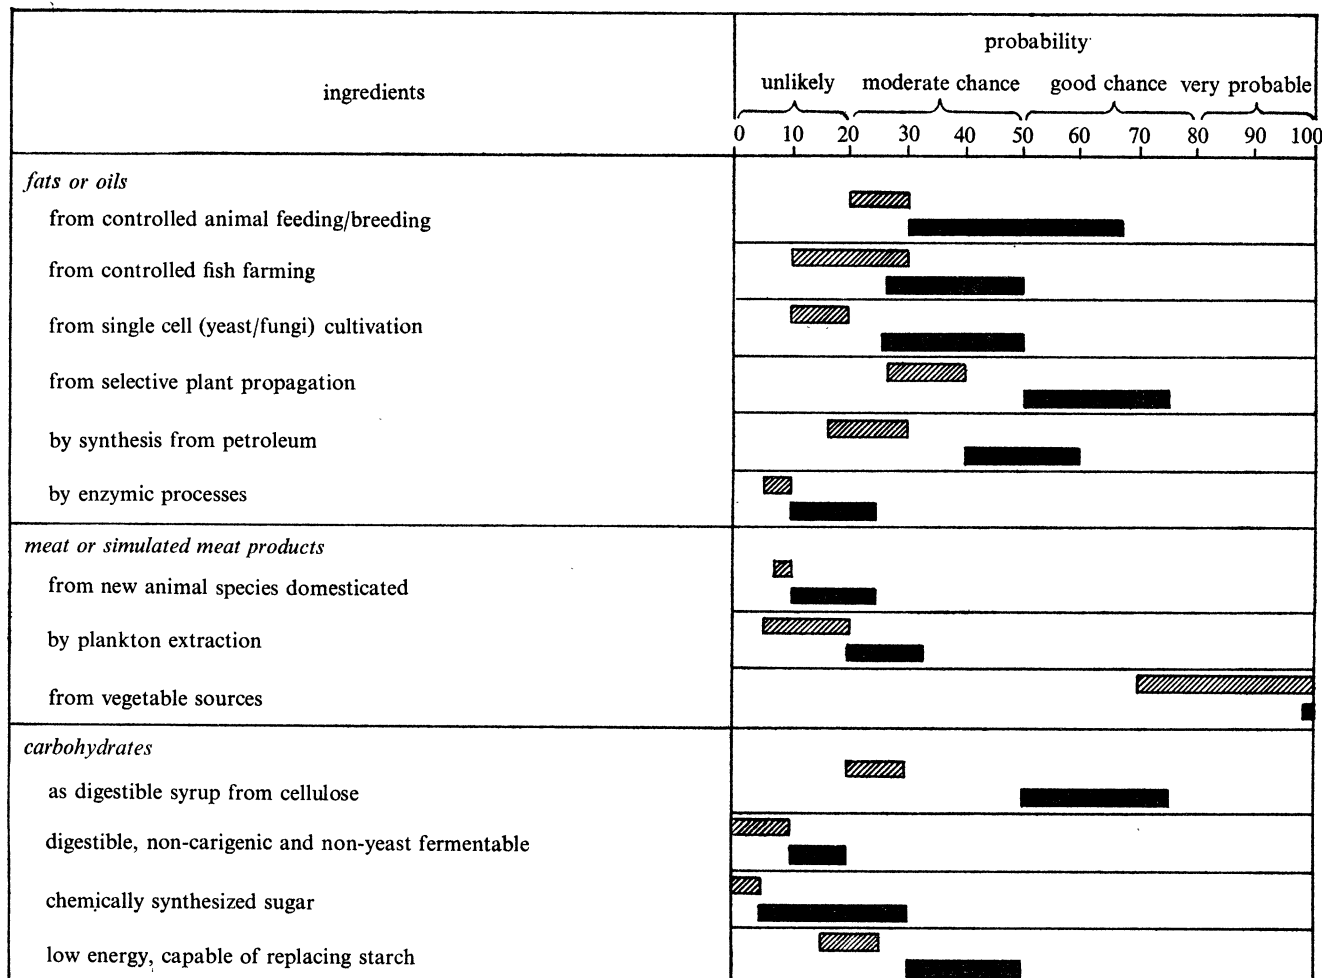 probability
ingredients
unlikely moderate chance good chance very probable
0 10 20 30 40 50 60 70 80 90 100
fats or oils
from controlled animal feeding/breeding
from controlled fish farming
from single cell (yeast/fungi) cultivation
from selective plant propagation
by synthesis from petroleum
by enzymic processes
meat or simulated meat products
from new animal species domesticated
by plankton extraction
from vegetable sources
carbohydrates
as digestible syrup from cellulose
digestible, non-carigenic and non-yeast fermentable
chemically synthesized sugar
low energy, capable of replacing starch